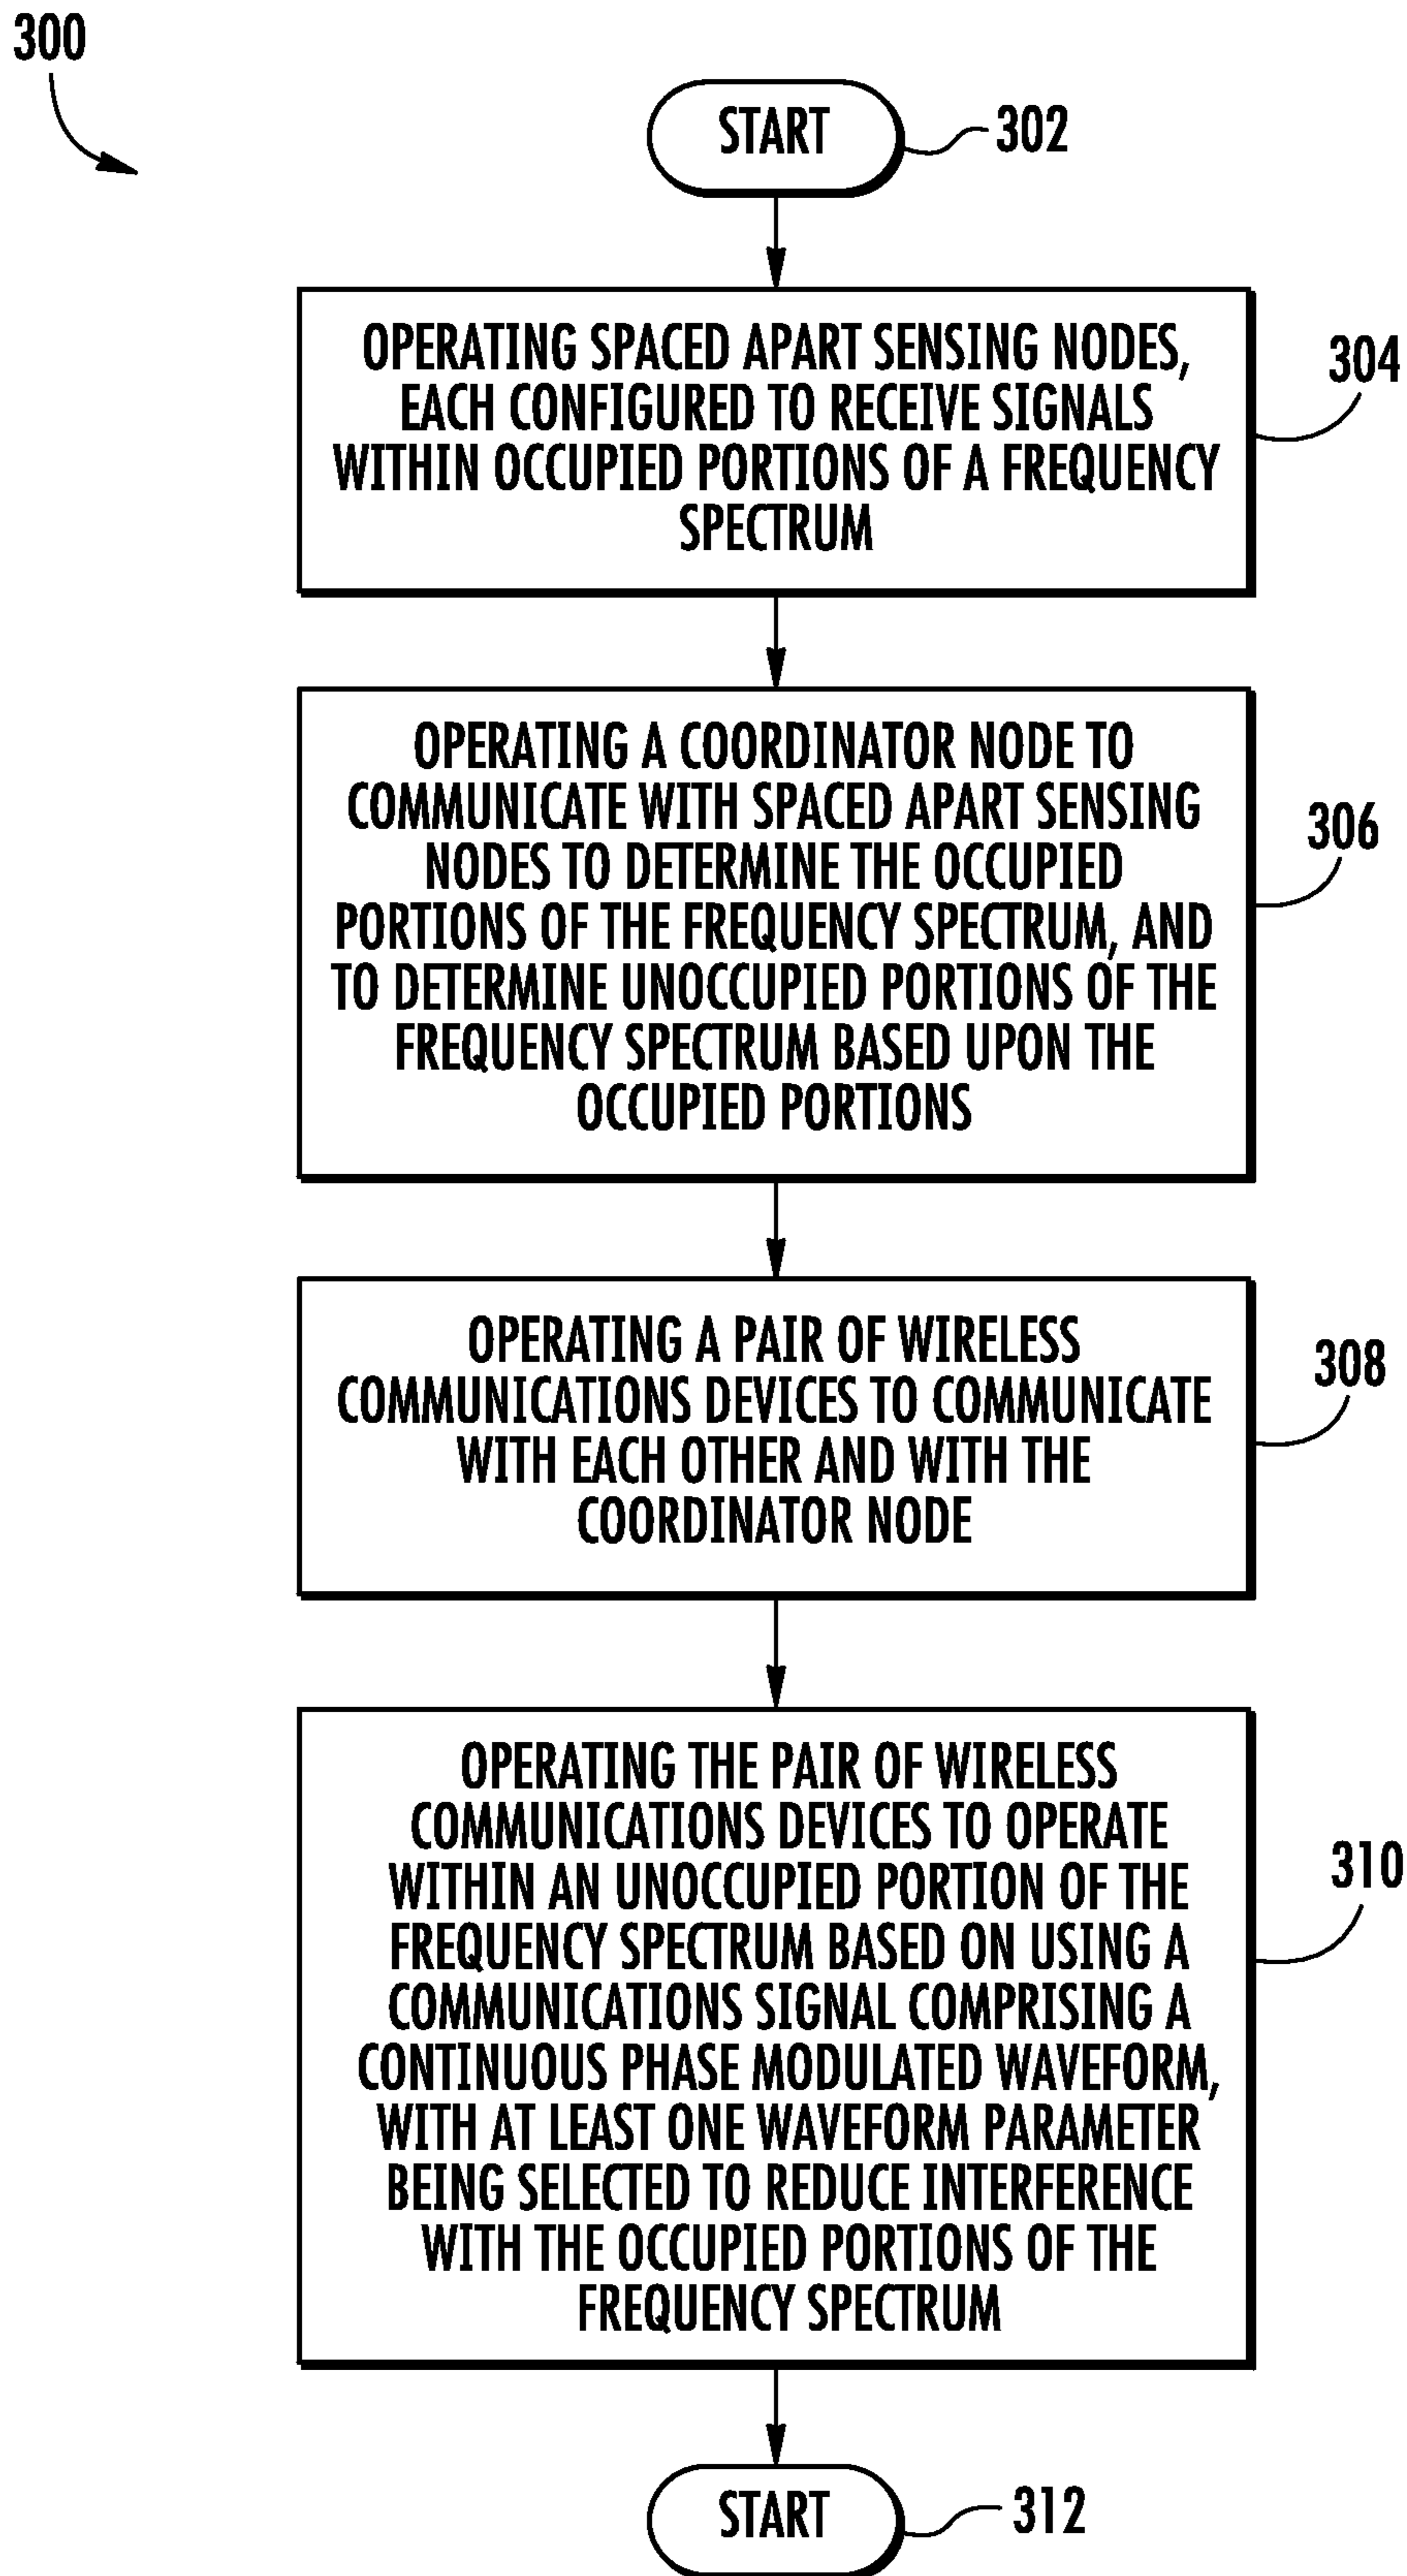 300
START
302
OPERATING SPACED APART SENSING NODES,
EACH CONFIGURED TO RECEIVE SIGNALS
WITHIN OCCUPIED PORTIONS OF A FREQUENCY
SPECTRUM
304
OPERATING A COORDINATOR NODE TO
COMMUNICATE WITH SPACED APART SENSING
NODES TO DETERMINE THE OCCUPIED
PORTIONS OF THE FREQUENCY SPECTRUM, AND
TO DETERMINE UNOCCUPIED PORTIONS OF THE
FREQUENCY SPECTRUM BASED UPON THE
OCCUPIED PORTIONS
306
OPERATING A PAIR OF WIRELESS
COMMUNICATIONS DEVICES TO COMMUNICATE
WITH EACH OTHER AND WITH THE
COORDINATOR NODE
308
OPERATING THE PAIR OF WIRELESS
COMMUNICATIONS DEVICES TO OPERATE
WITHIN AN UNOCCUPIED PORTION OF THE
FREQUENCY SPECTRUM BASED ON USING A
COMMUNICATIONS SIGNAL COMPRISING A
CONTINUOUS PHASE MODULATED WAVEFORM,
WITH AT LEAST ONE WAVEFORM PARAMETER
BEING SELECTED TO REDUCE INTERFERENCE
WITH THE OCCUPIED PORTIONS OF THE
FREQUENCY SPECTRUM
310
START
312